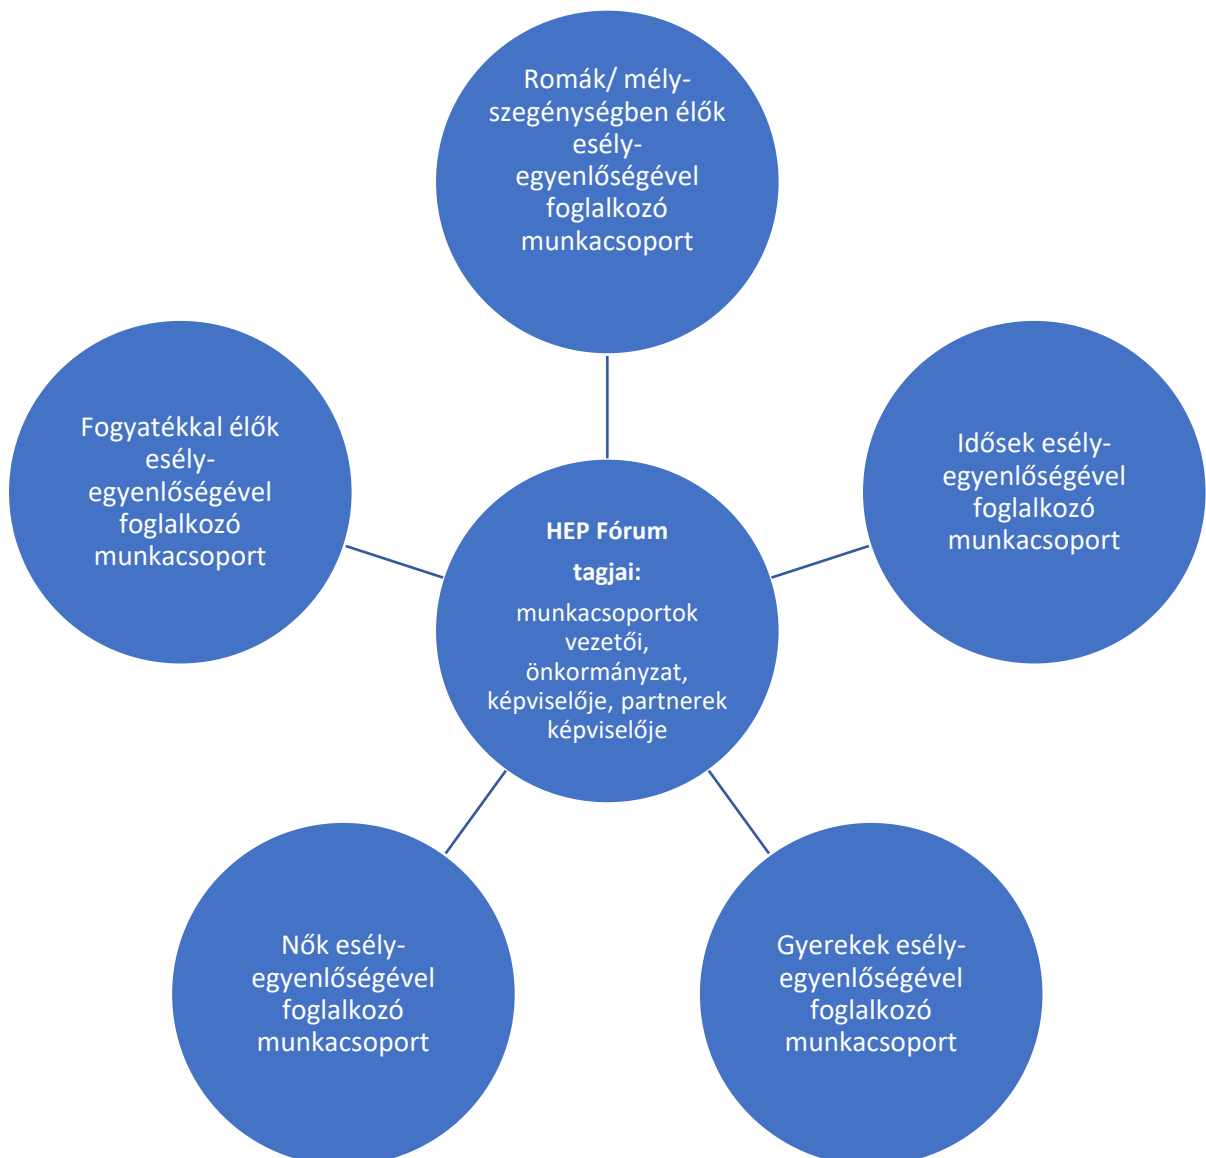 Romák/ mély-
szegénységben élők
esély-
egyenlőségével
foglalkozó
munkacsoport
Fogyatékkal élők
esély-
egyenlőségével
foglalkozó
munkacsoport
Idősek esély-
egyenlőségével
foglalkozó
munkacsoport
HEP Fórum
tagjai:
munkacsoportok
vezetői,
önkormányzat,
képviselője, partnerek
képviselője
Nők esély-
egyenlőségével
foglalkozó
munkacsoport
Gyerekek esély-
egyenlőségével
foglalkozó
munkacsoport